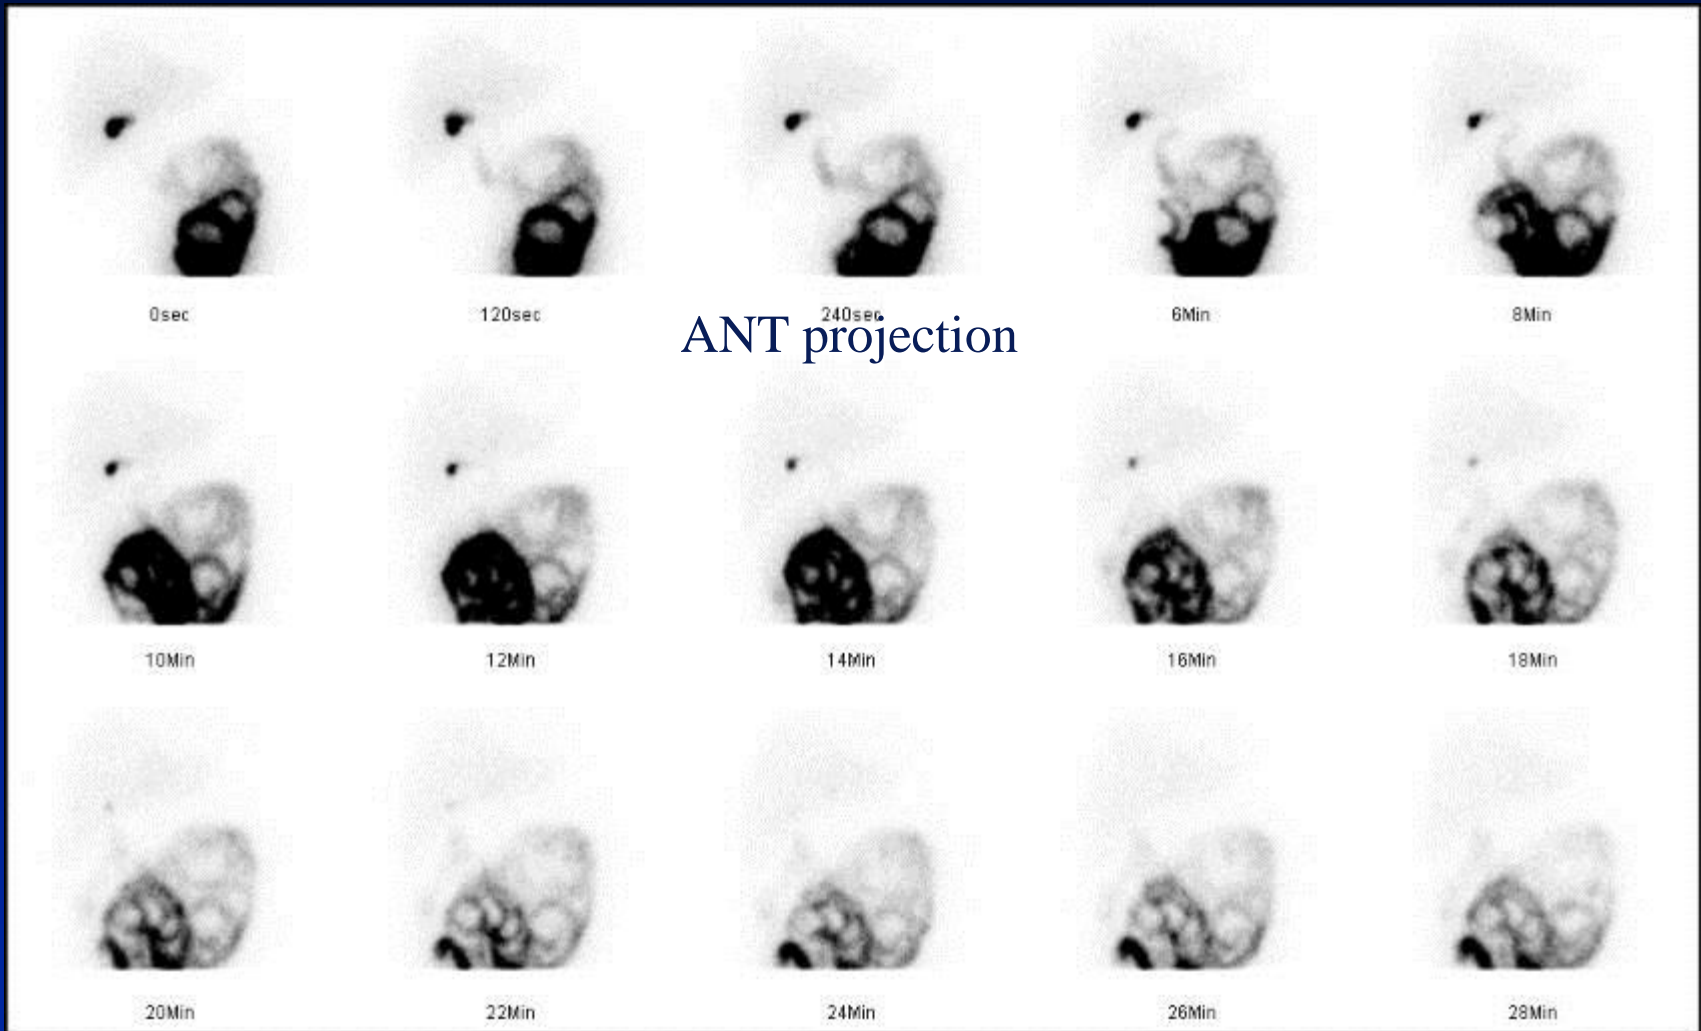 0sec 120sec 240sec 6Min 8Min
ANT projection
10Min 12Min 14Min 16Min 18Min
20Min 22Min 24Min 26Min 28Min